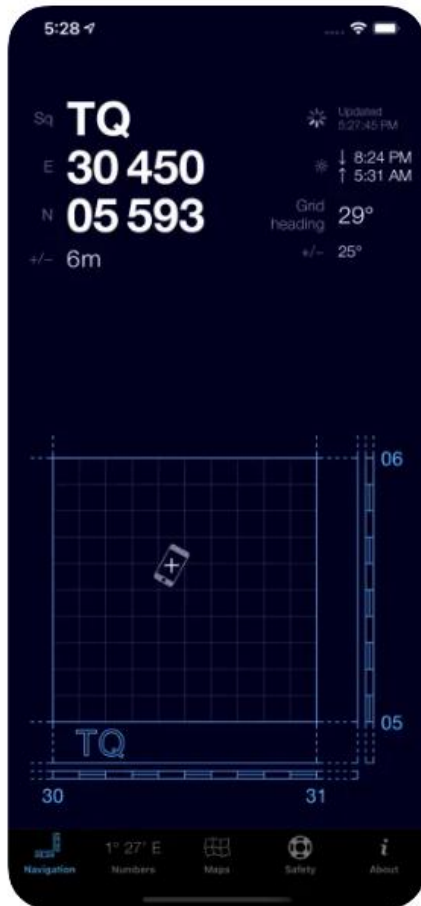 5:28
Sq TQ
Updated
5:27:45 PM
E 30 450
↓ 8:24 PM
↑ 5:31 AM
N 05 593
Grid
heading 29°
+/– 6m
+/– 25°
06
TQ
05
30 31
1° 27' E
Navigation Numbers Maps Safety About